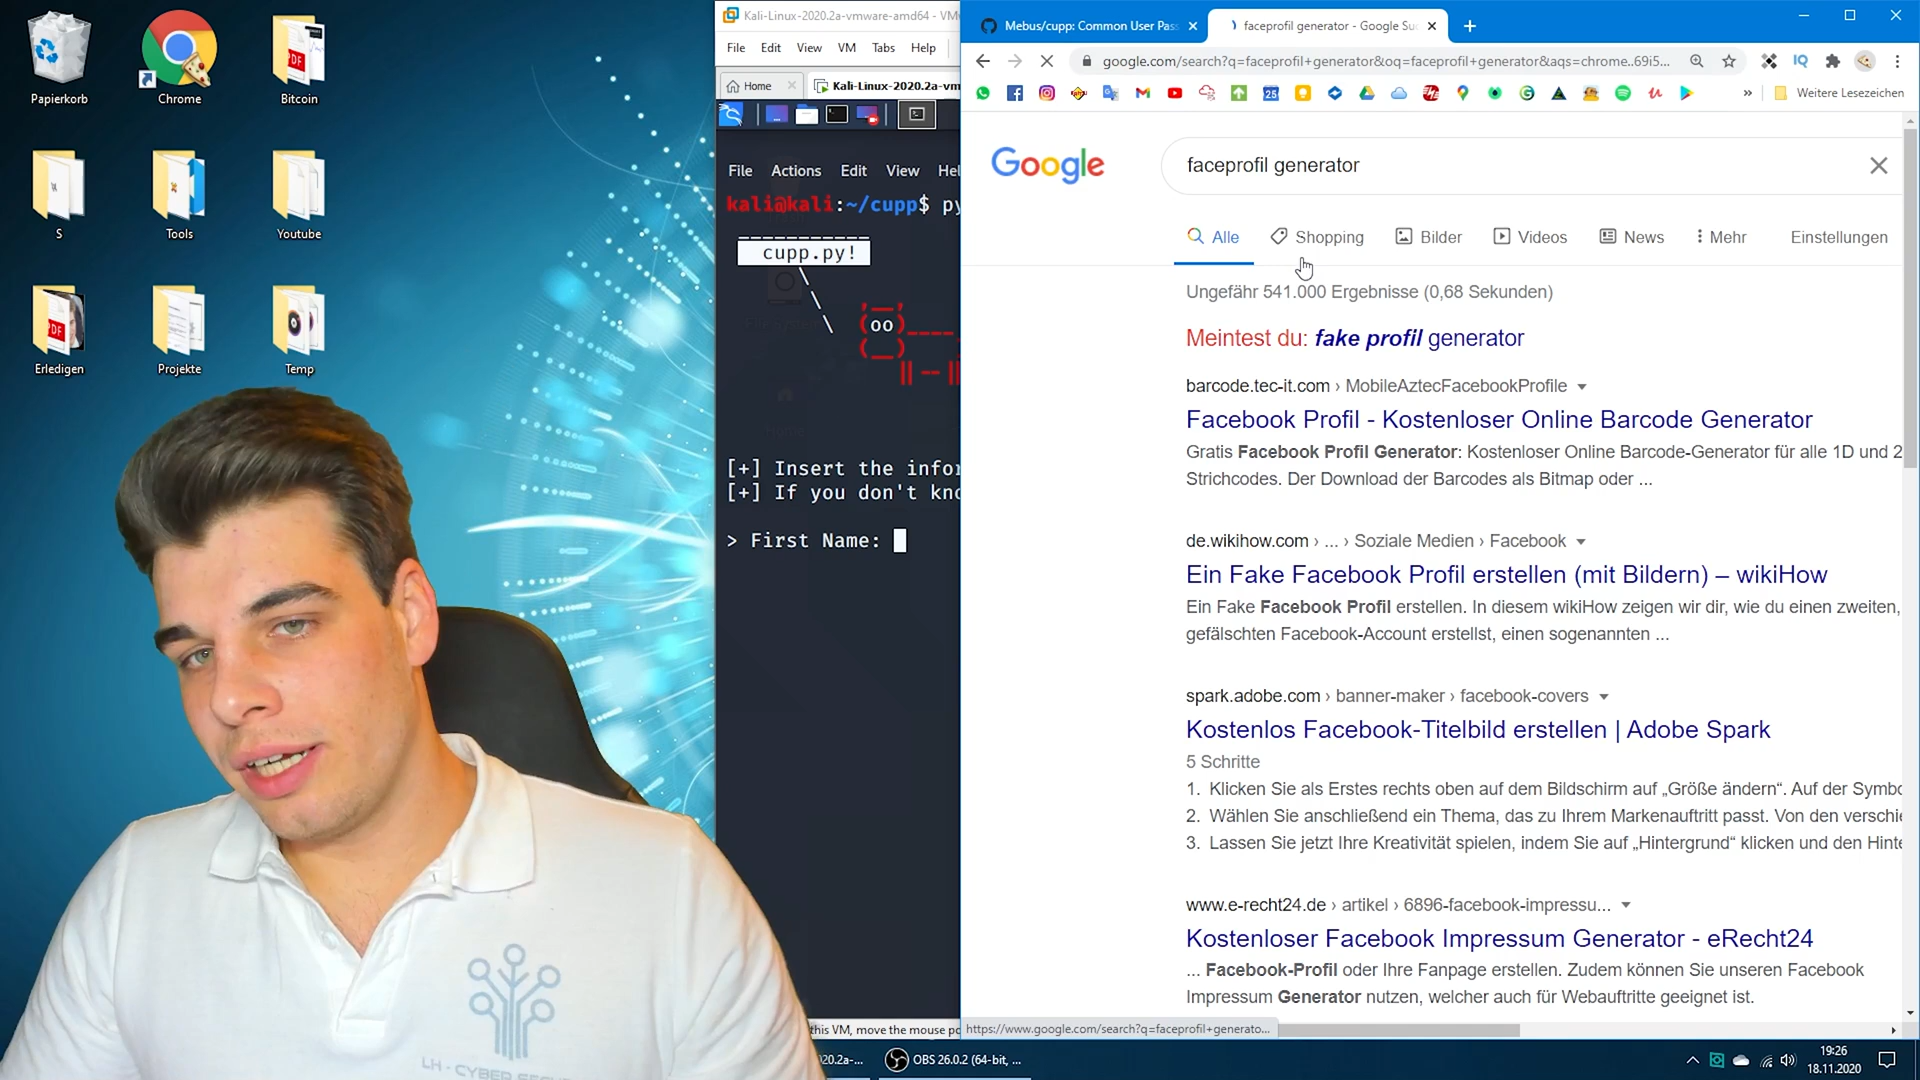 Papierkorb
Chrome
Bitcoin
S
Tools
Youtube
Erledigen
Projekte
Temp
PDF
PDF
LH - CYBER
Kali-Linux-2020.2a-vmware-amd64 - VM
File Edit View VM Tabs Help
Home
Kali-Linux-2020.2a-vm
File Actions Edit View Hel
kali@kali:~/cupp$ py
cupp.py!
(oo)____
(__)
||--||
[+] Insert the infor
[+] If you don't kno
> First Name:
this VM, move the mouse po
Mebus/cupp: Common User Pas
faceprofil generator - Google Su
google.com/search?q=faceprofil+generator&oq=faceprofil+generator&aqs=chrome..69i5...
IQ
25
» Weitere Lesezeichen
Google
faceprofil generator
Alle
Shopping
Bilder
Videos
News
Mehr
Einstellungen
Ungefähr 541.000 Ergebnisse (0,68 Sekunden)
Meintest du: fake profil generator
barcode.tec-it.com › MobileAztecFacebookProfile
Facebook Profil - Kostenloser Online Barcode Generator
Gratis Facebook Profil Generator: Kostenloser Online Barcode-Generator für alle 1D und 2
Strichcodes. Der Download der Barcodes als Bitmap oder ...
de.wikihow.com › ... › Soziale Medien › Facebook
Ein Fake Facebook Profil erstellen (mit Bildern) – wikiHow
Ein Fake Facebook Profil erstellen. In diesem wikiHow zeigen wir dir, wie du einen zweiten,
gefälschten Facebook-Account erstellst, einen sogenannten ...
spark.adobe.com › banner-maker › facebook-covers
Kostenlos Facebook-Titelbild erstellen | Adobe Spark
5 Schritte
1. Klicken Sie als Erstes rechts oben auf dem Bildschirm auf „Größe ändern“. Auf der Symbo
2. Wählen Sie anschließend ein Thema, das zu Ihrem Markenauftritt passt. Von den verschie
3. Lassen Sie jetzt Ihre Kreativität spielen, indem Sie auf „Hintergrund“ klicken und den Hinte
www.e-recht24.de › artikel › 6896-facebook-impressu...
Kostenloser Facebook Impressum Generator - eRecht24
... Facebook-Profil oder Ihre Fanpage erstellen. Zudem können Sie unseren Facebook
Impressum Generator nutzen, welcher auch für Webauftritte geeignet ist.
https://www.google.com/search?q=faceprofil+generato...
020.2a-...
OBS 26.0.2 (64-bit, ...
19:26
18.11.2020